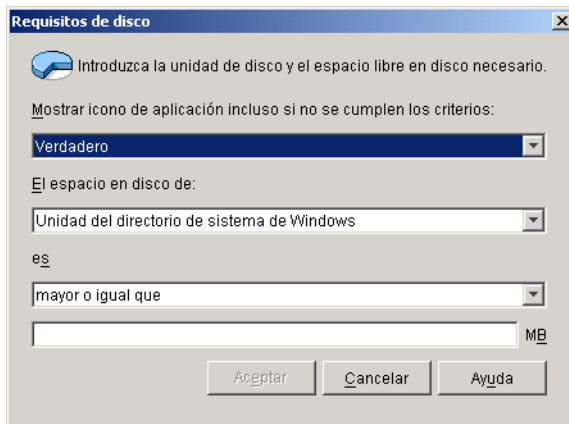 Requisitos de disco
Introduzca la unidad de disco y el espacio libre en disco necesario.
Mostrar icono de aplicación incluso si no se cumplen los criterios:
Verdadero
El espacio en disco de:
Unidad del directorio de sistema de Windows
es
mayor o igual que
MB
Aceptar Cancelar Ayuda